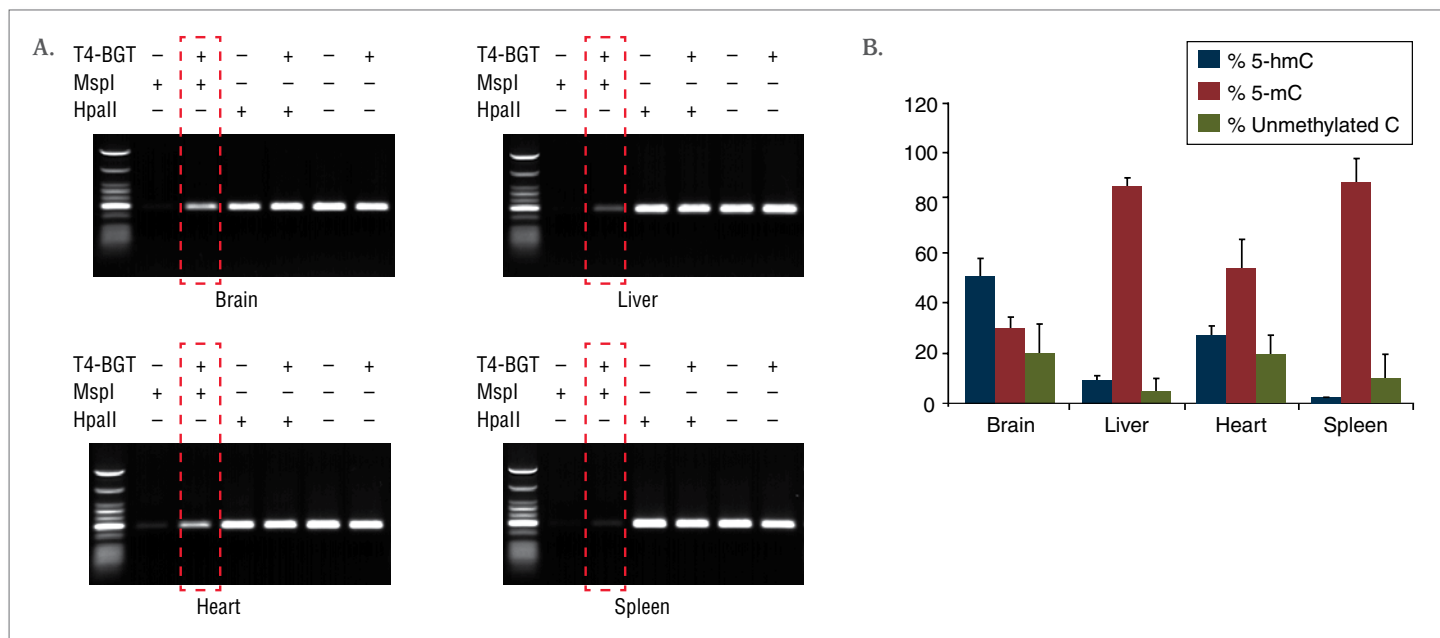 A.
T4-BGT – + – + – +
MspI + + – – – –
HpaII – – + + – –
Brain
T4-BGT – + – + – +
MspI + + – – – –
HpaII – – + + – –
Liver
T4-BGT – + – + – +
MspI + + – – – –
HpaII – – + + – –
Heart
T4-BGT – + – + – +
MspI + + – – – –
HpaII – – + + – –
Spleen
B.
% 5-hmC
% 5-mC
% Unmethylated C
120
100
80
60
40
20
0
Brain Liver Heart Spleen